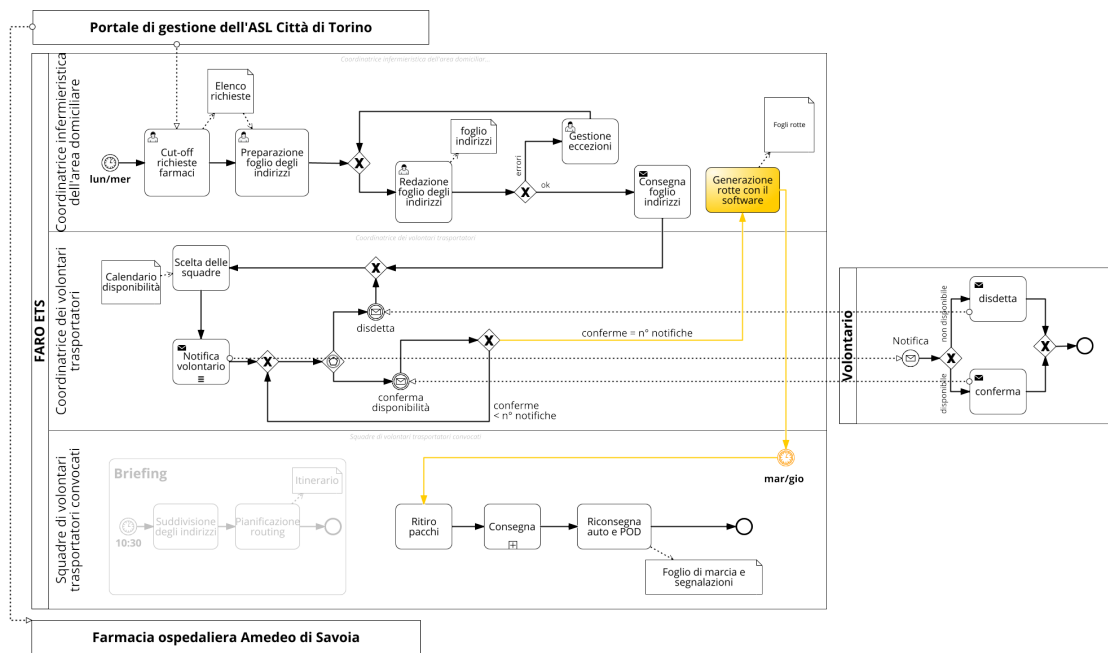 Portale di gestione dell'ASL Città di Torino
FARO ETS
Coordinatrice infermieristica
dell'area domiciliare
Coordinatrice infermieristica dell'area domiciliar...
lun/mer
Cut-off
richieste
farmaci
Elenco
richieste
Preparazione
foglio degli
indirizzi
Redazione
foglio degli
indirizzi
foglio
indirizzi
errori
ok
Gestione
eccezioni
Consegna
foglio
indirizzi
Generazione
rotte con il
software
Fogli rotte
Coordinatrice dei volontari
trasportatori
Coordinatrice dei volontari trasportatori
Calendario
disponibilità
Scelta delle
squadre
Notifica
volontario
disdetta
conferma
disponibilità
conferme = n° notifiche
conferme
< n° notifiche
Volontario
Notifica
non disponibile
disponibile
disdetta
conferma
Squadre di volontari
trasportatori convocati
Squadre di volontari trasportatori convocati
Briefing
10:30
Suddivisione
degli indirizzi
Pianificazione
routing
Itinerario
mar/gio
Ritiro
pacchi
Consegna
Riconsegna
auto e POD
Foglio di marcia e
segnalazioni
Farmacia ospedaliera Amedeo di Savoia